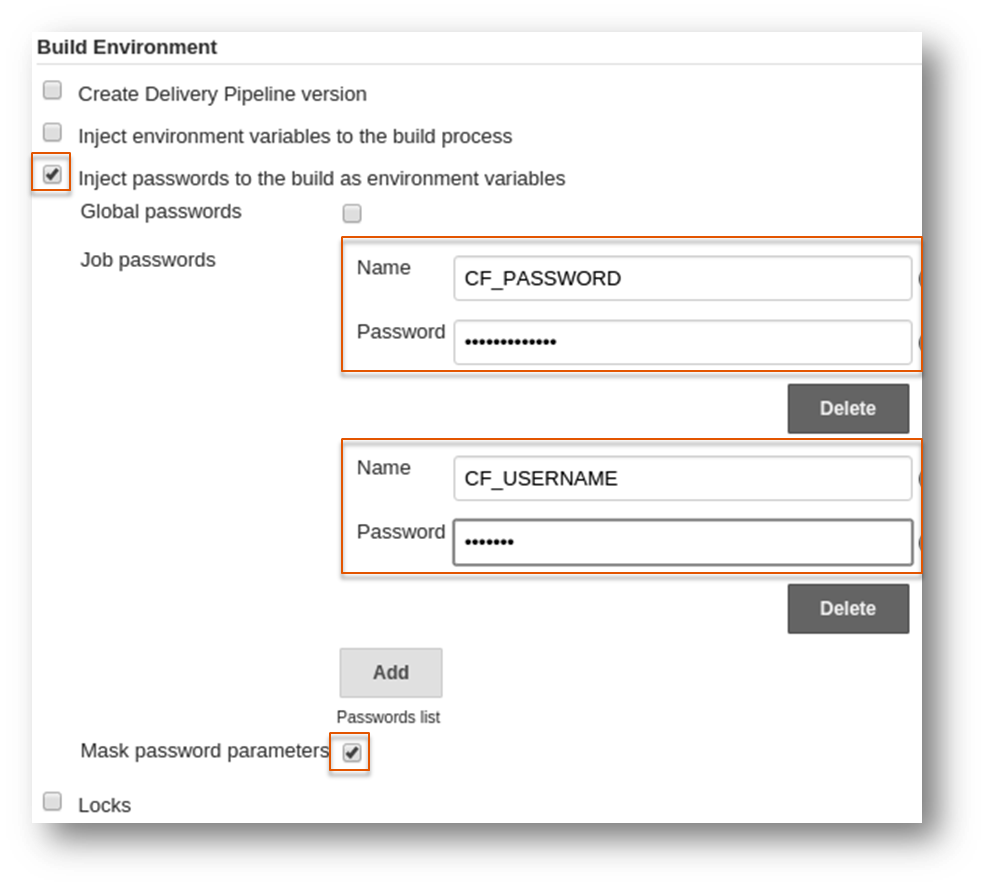 Build Environment
Create Delivery Pipeline version
Inject environment variables to the build process
Inject passwords to the build as environment variables
Global passwords
Job passwords
Name CF_PASSWORD
Password •••••••••••••
Delete
Name CF_USERNAME
Password •••••••
Delete
Add
Passwords list
Mask password parameters
Locks